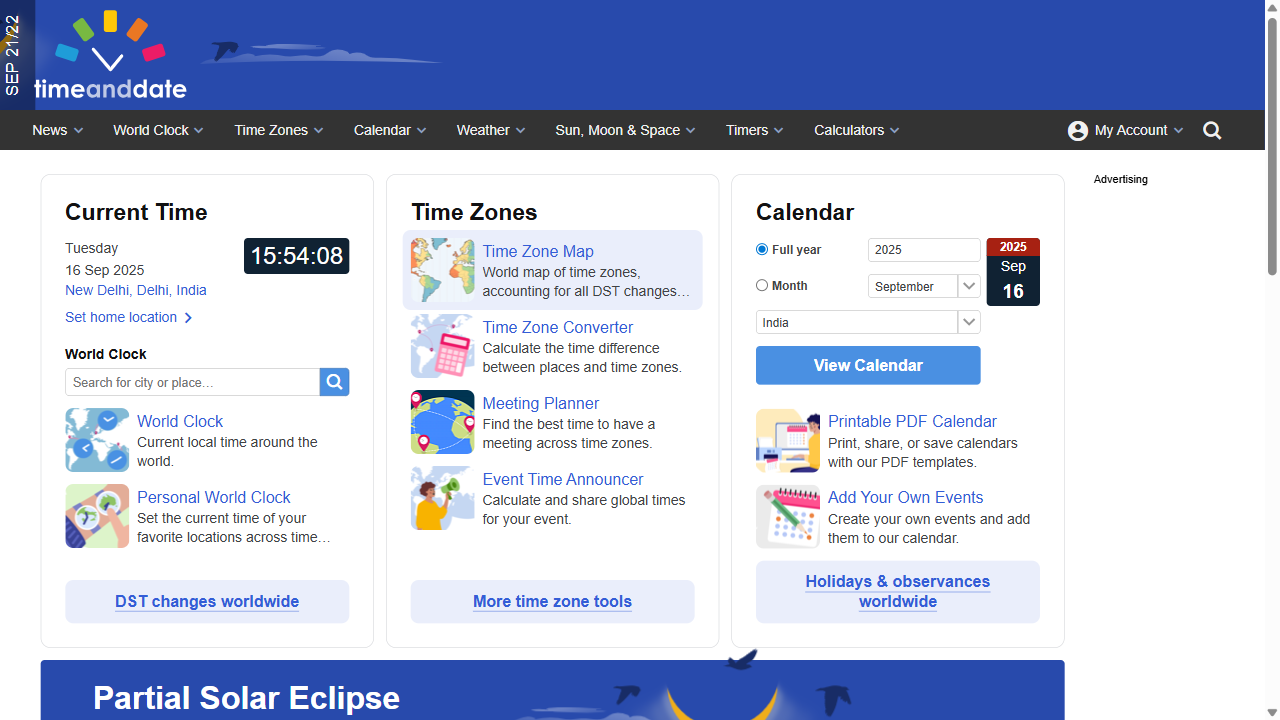 SEP 21/22
timeanddate
News
World Clock
Time Zones
Calendar
Weather
Sun, Moon & Space
Timers
Calculators
My Account
Current Time
Tuesday
16 Sep 2025
15:54:08
New Delhi, Delhi, India
Set home location
World Clock
Search for city or place...
World Clock
Current local time around the
world.
Personal World Clock
Set the current time of your
favorite locations across time…
DST changes worldwide
Time Zones
Time Zone Map
World map of time zones,
accounting for all DST changes…
Time Zone Converter
Calculate the time difference
between places and time zones.
Meeting Planner
Find the best time to have a
meeting across time zones.
Event Time Announcer
Calculate and share global times
for your event.
More time zone tools
Calendar
Full year
2025
Month
September
India
2025
Sep
16
View Calendar
Printable PDF Calendar
Print, share, or save calendars
with our PDF templates.
Add Your Own Events
Create your own events and add
them to our calendar.
Holidays & observances
worldwide
Advertising
Partial Solar Eclipse